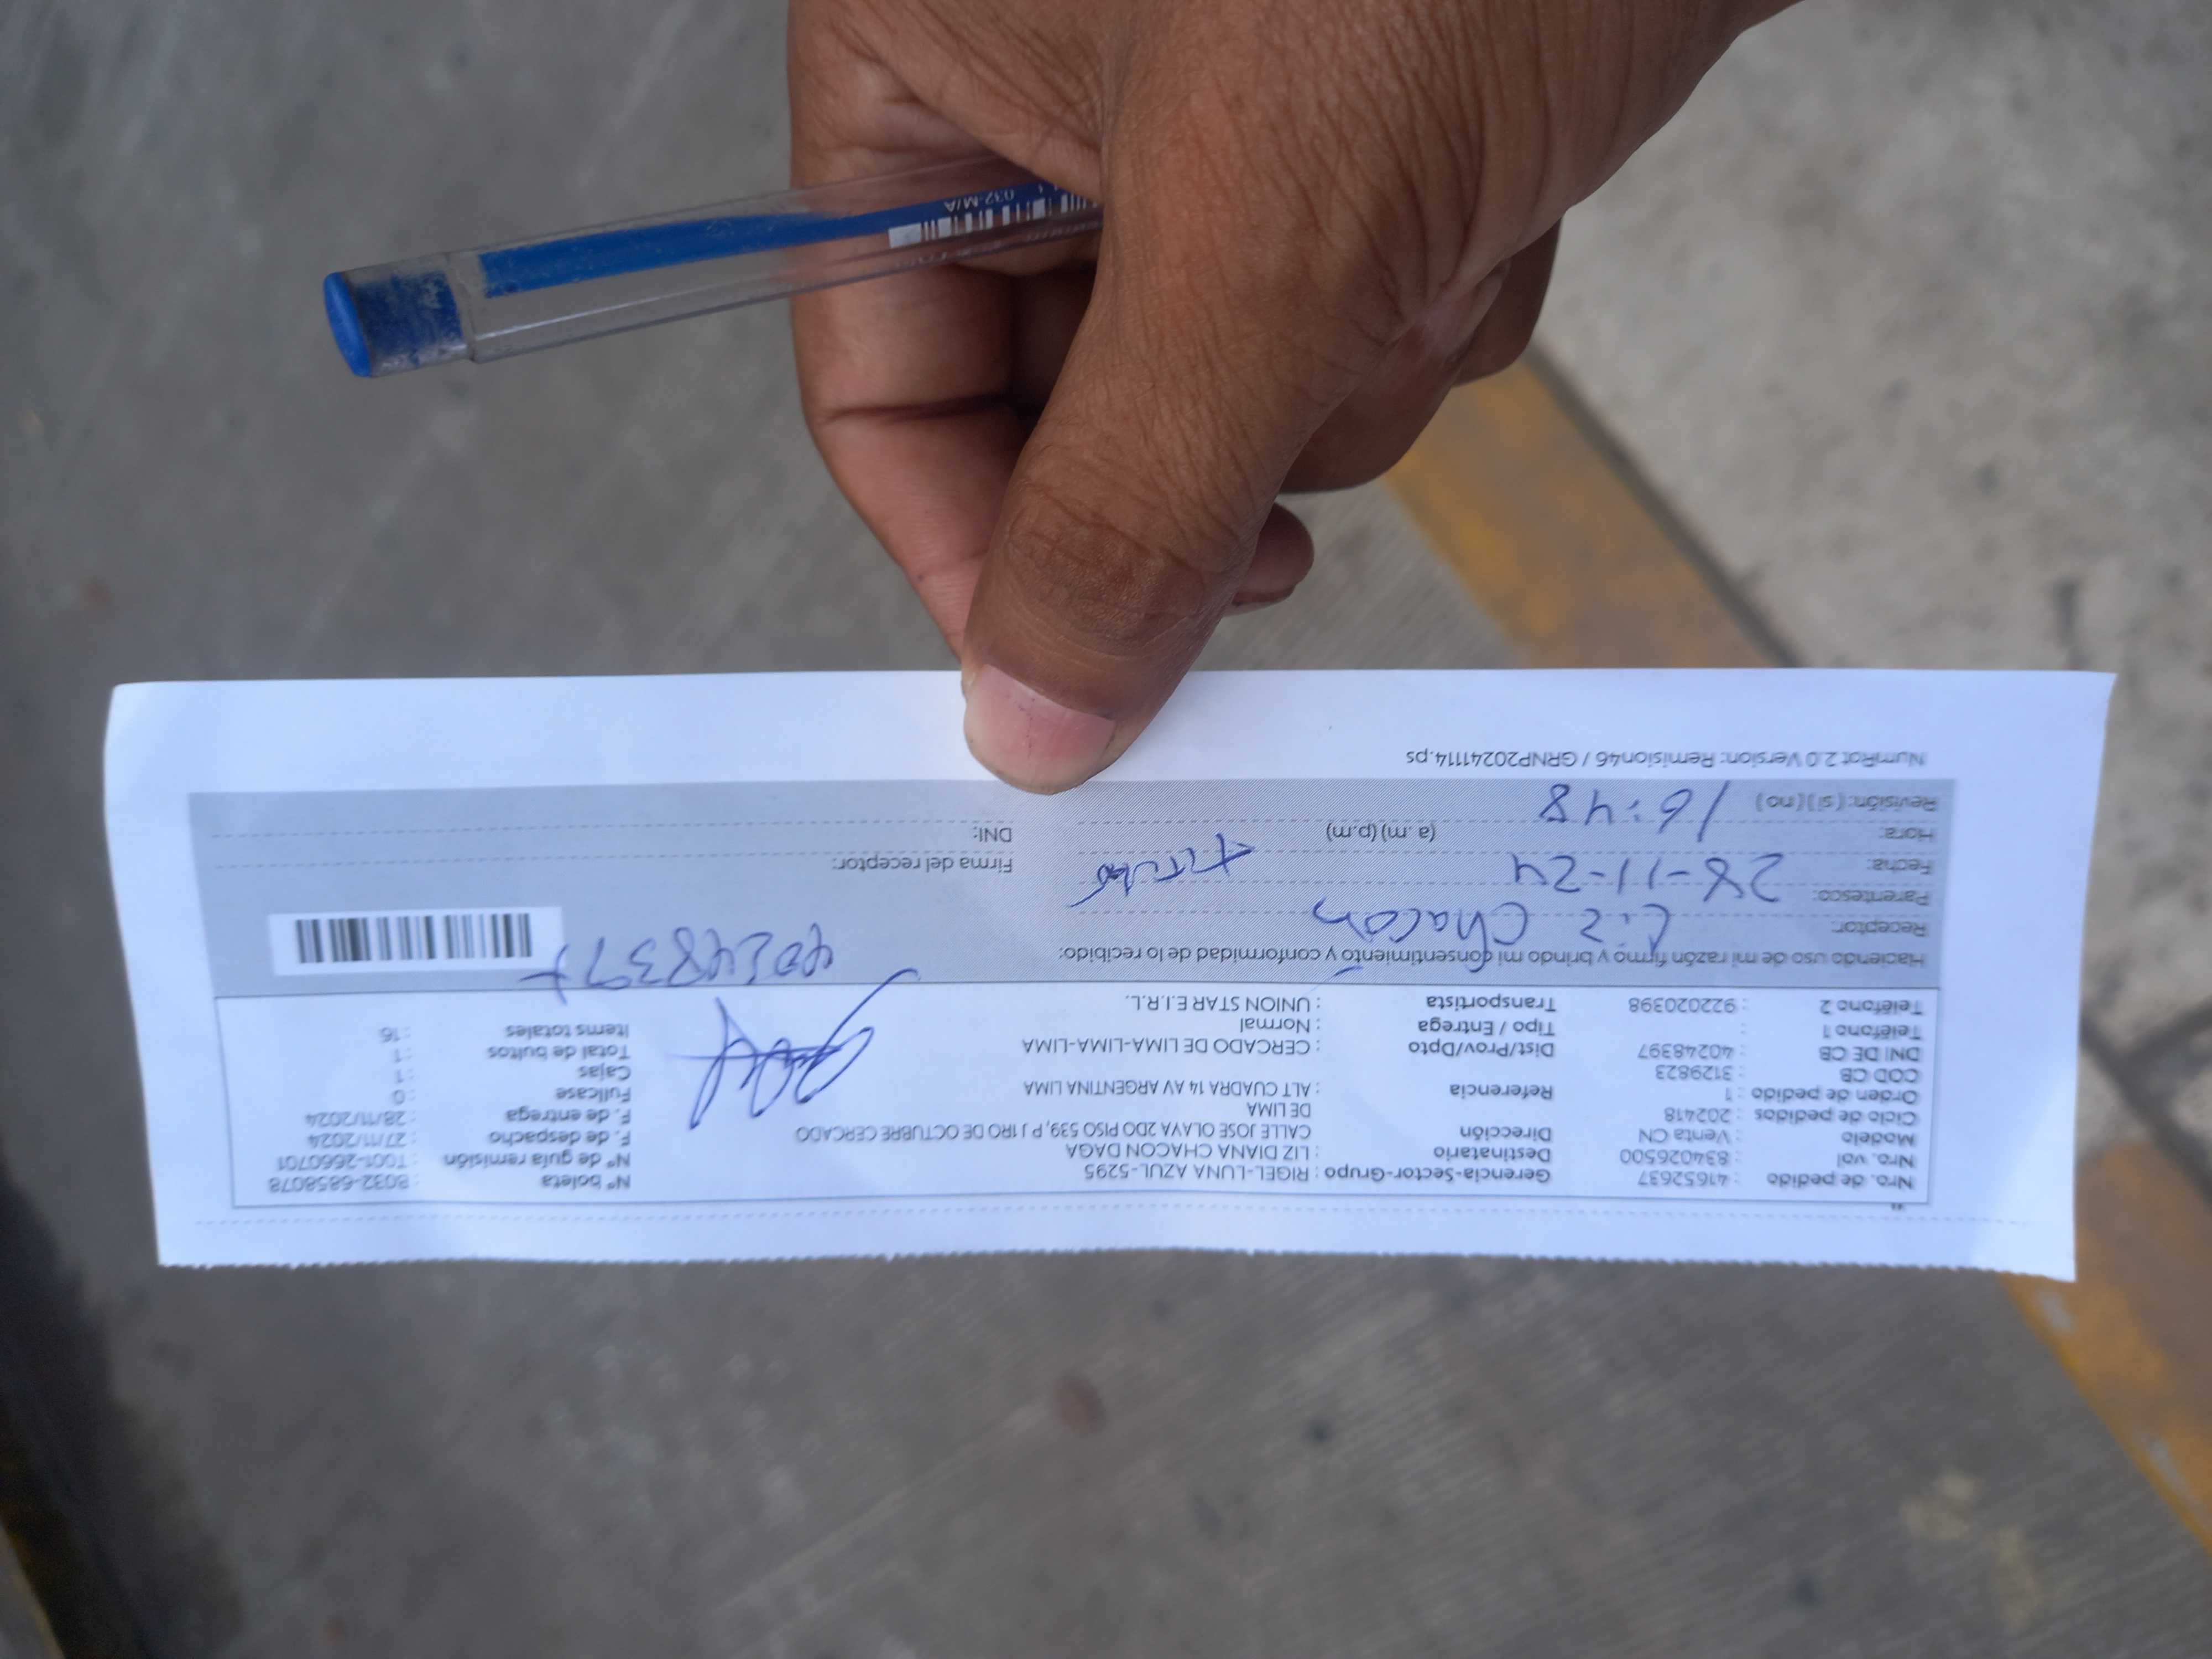 Nro. de pedido : 41652637 Gerencia-Sector-Grupo : RIGEL-LUNA AZUL-5295 N° boleta : B032-6858078
Nro. vol : 834026500 Destinatario : LIZ DIANA CHACON DAGA N° de guia remisión : T001-2660701
Modelo : Venta CN Dirección CALLE JOSE OLAYA 2DO PISO 539, P J 1RO DE OCTUBRE CERCADO F. de despacho : 27/11/2024
Ciclo de pedidos : 202418 DE LIMA F. de entrega : 28/11/2024
Orden de pedido : 1 Referencia : ALT CUADRA 14 AV ARGENTINA LIMA Fullcase : 0
COD CB : 3129823 Cajas : 1
DNI DE CB : 40248397 Dist/Prov/Dpto : CERCADO DE LIMA-LIMA-LIMA Total de bultos : 1
Teléfono 1 : Tipo / Entrega : Normal Items totales : 16
Teléfono 2 : 922020398 Transportista : UNION STAR E.I.R.L.
Haciendo uso de mi razón firmo y brindo mi consentimiento y conformidad de lo recibido:
Receptor: Liz Chacon
Parentesco:
Fecha: 28-11-24 Firma del receptor:
Hora: (a. m) (p.m) DNI:
Revisión: ( si ) ( no ) 16:48
NumRot 2.0 Version: Remision46 / GRNP20241114.ps
032-M/A